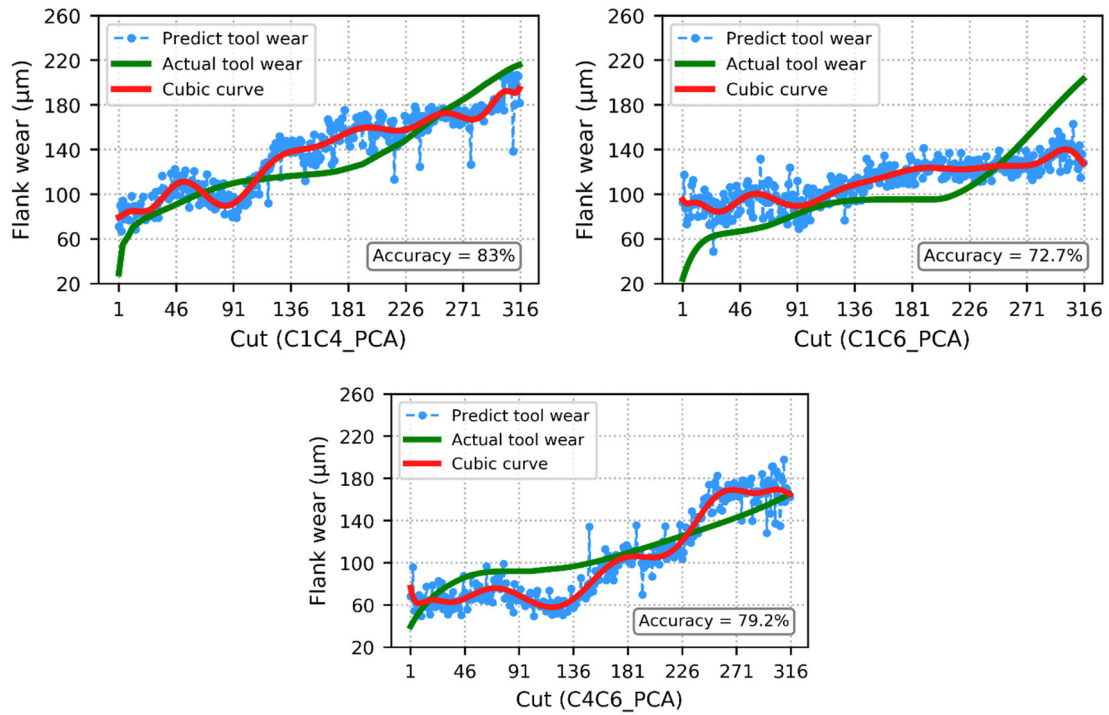 260
220
180
140
100
60
20
Flank wear (μm)
Predict tool wear
Actual tool wear
Cubic curve
Accuracy = 83%
1 46 91 136 181 226 271 316
Cut (C1C4_PCA)
260
220
180
140
100
60
20
Flank wear (μm)
Predict tool wear
Actual tool wear
Cubic curve
Accuracy = 72.7%
1 46 91 136 181 226 271 316
Cut (C1C6_PCA)
260
220
180
140
100
60
20
Flank wear (μm)
Predict tool wear
Actual tool wear
Cubic curve
Accuracy = 79.2%
1 46 91 136 181 226 271 316
Cut (C4C6_PCA)